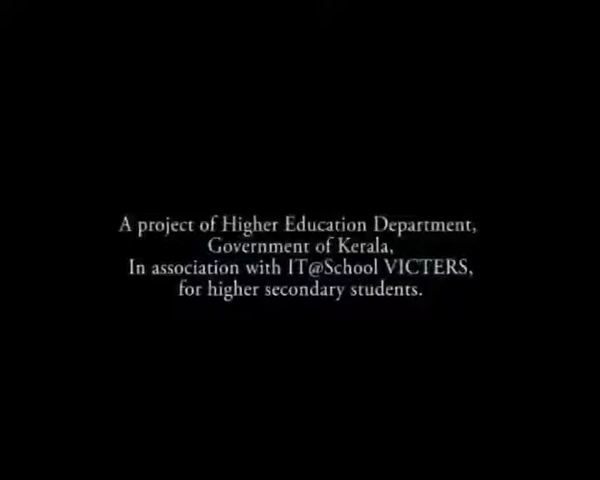 A project of Higher Education Department,
Government of Kerala,
In association with IT@School VICTERS,
for higher secondary students.